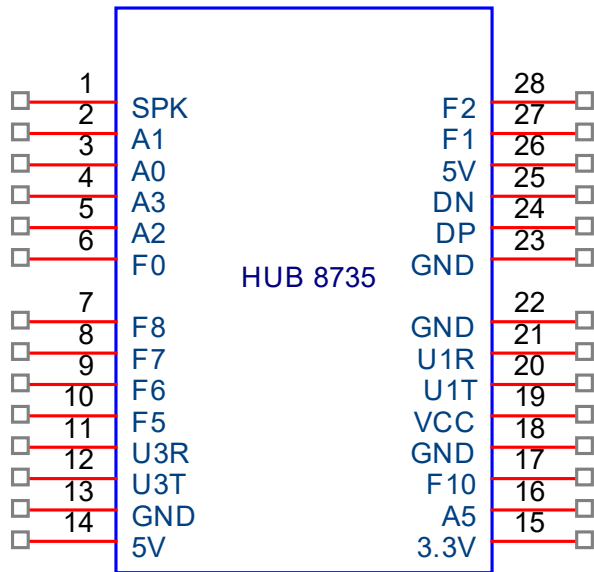 1 SPK F2 28
2 A1 F1 27
3 A0 5V 26
4 A3 DN 25
5 A2 DP 24
6 F0 GND 23
HUB 8735
7 F8 GND 22
8 F7 U1R 21
9 F6 U1T 20
10 F5 VCC 19
11 U3R GND 18
12 U3T F10 17
13 GND A5 16
14 5V 3.3V 15